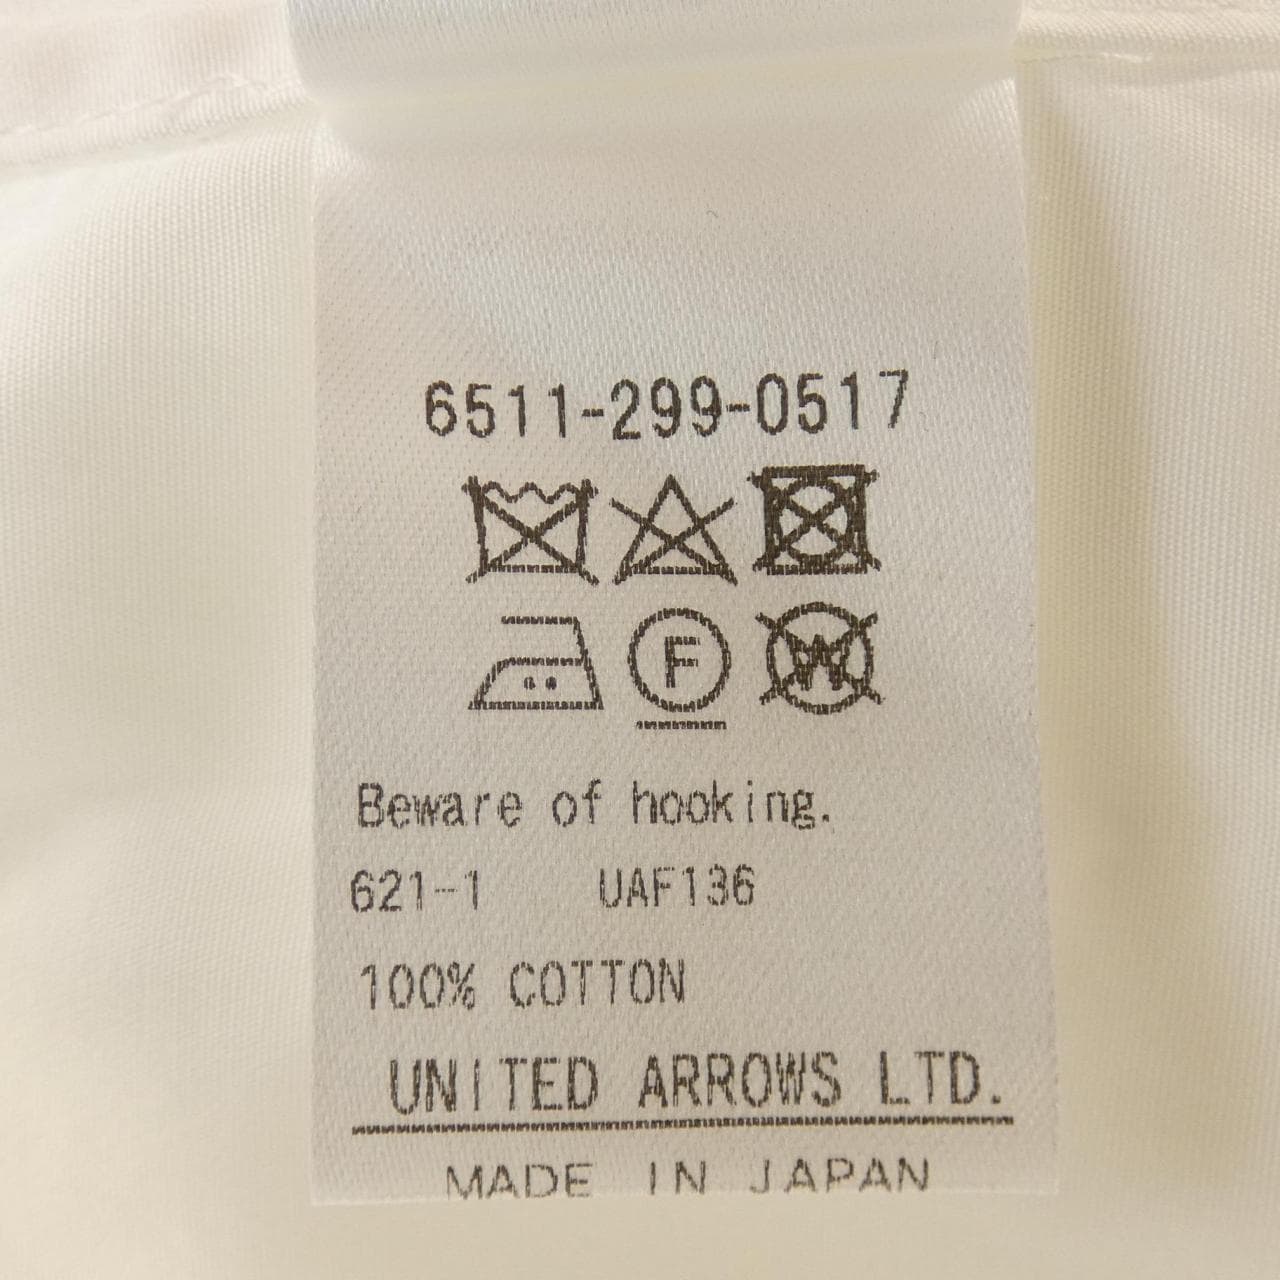 6511-299-0517
F W
Beware of hooking.
621-1 UAF136
100% COTTON
UNITED ARROWS LTD.
MADE IN JAPAN